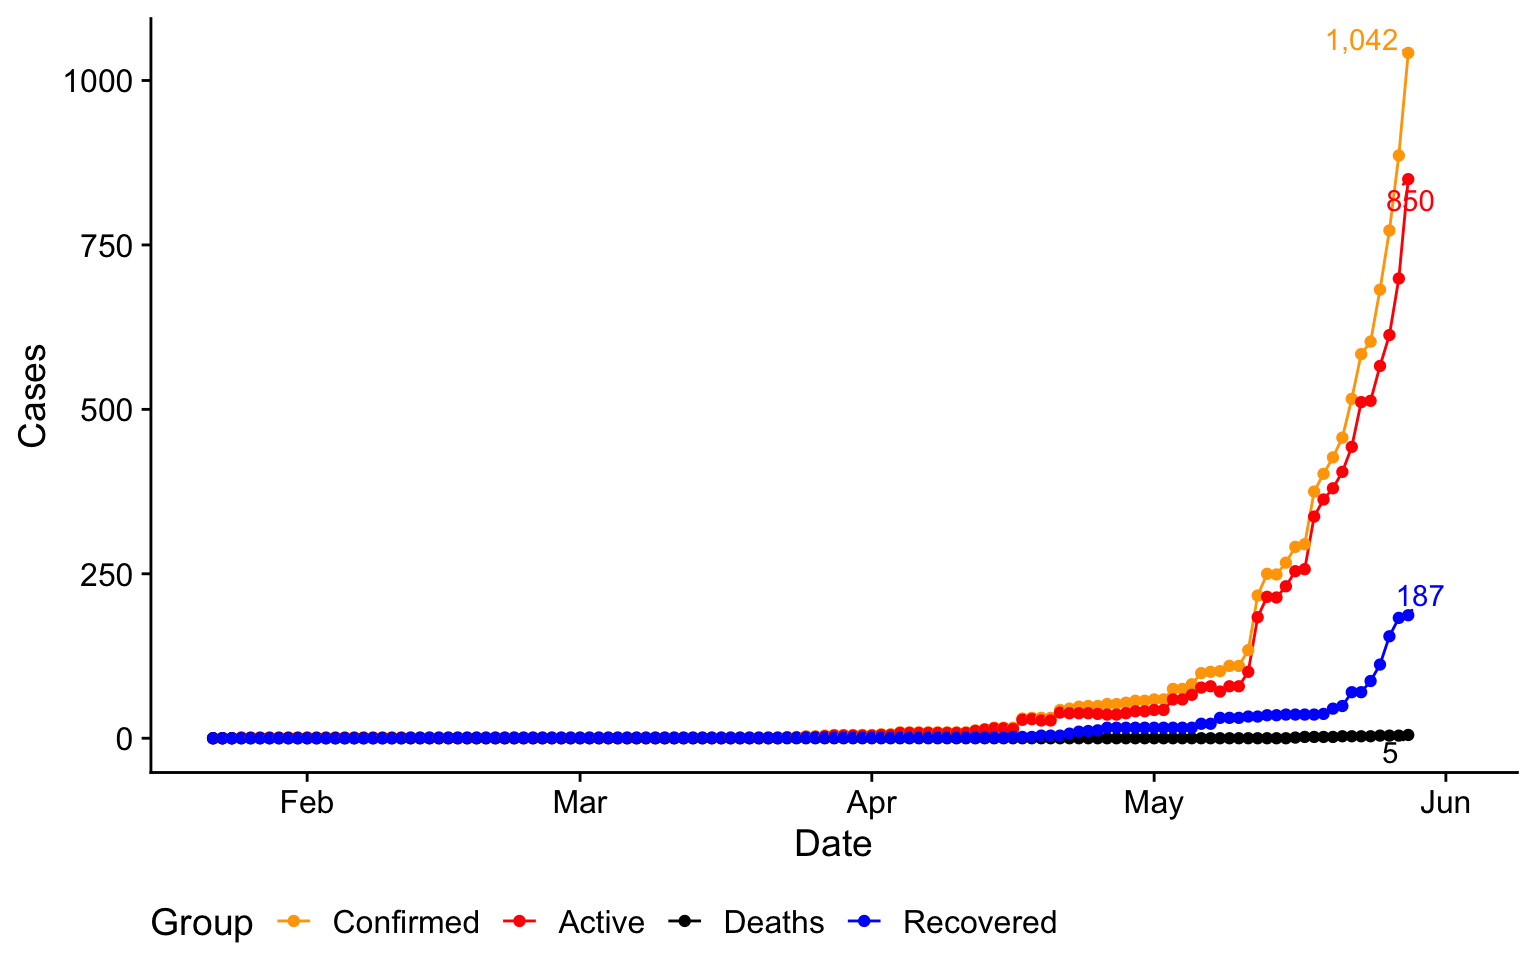 1,042
1000
850
750
Cases
500
250
187
0
5
Feb Mar Apr May Jun
Date
Group Confirmed Active Deaths Recovered